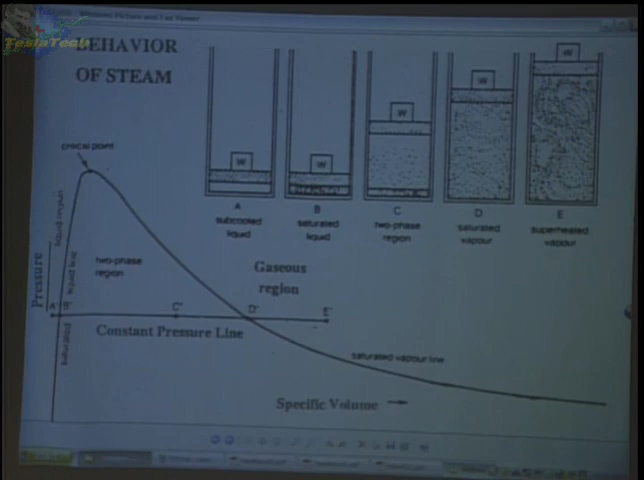 Windows Picture and Fax Viewer
TeslaTech
BEHAVIOR
OF STEAM
W
W
W
W
W
A
subcooled
liquid
B
saturated
liquid
C
two-phase
region
D
saturated
vapour
E
superheated
vapour
critical point
liquid region
saturated liquid line
two-phase
region
Gaseous
region
Pressure
A' B' C' D' E'
Constant Pressure Line
saturated vapour line
Specific Volume